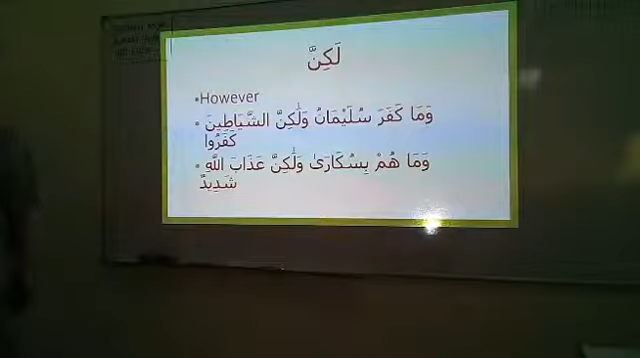 لَكِنَّ
•However
• وَمَا كَفَرَ سُلَيْمَانُ وَلَٰكِنَّ الشَّيَاطِينَ
كَفَرُوا
• وَمَا هُمْ بِسُكَارَىٰ وَلَٰكِنَّ عَذَابَ اللَّهِ
شَدِيدٌ